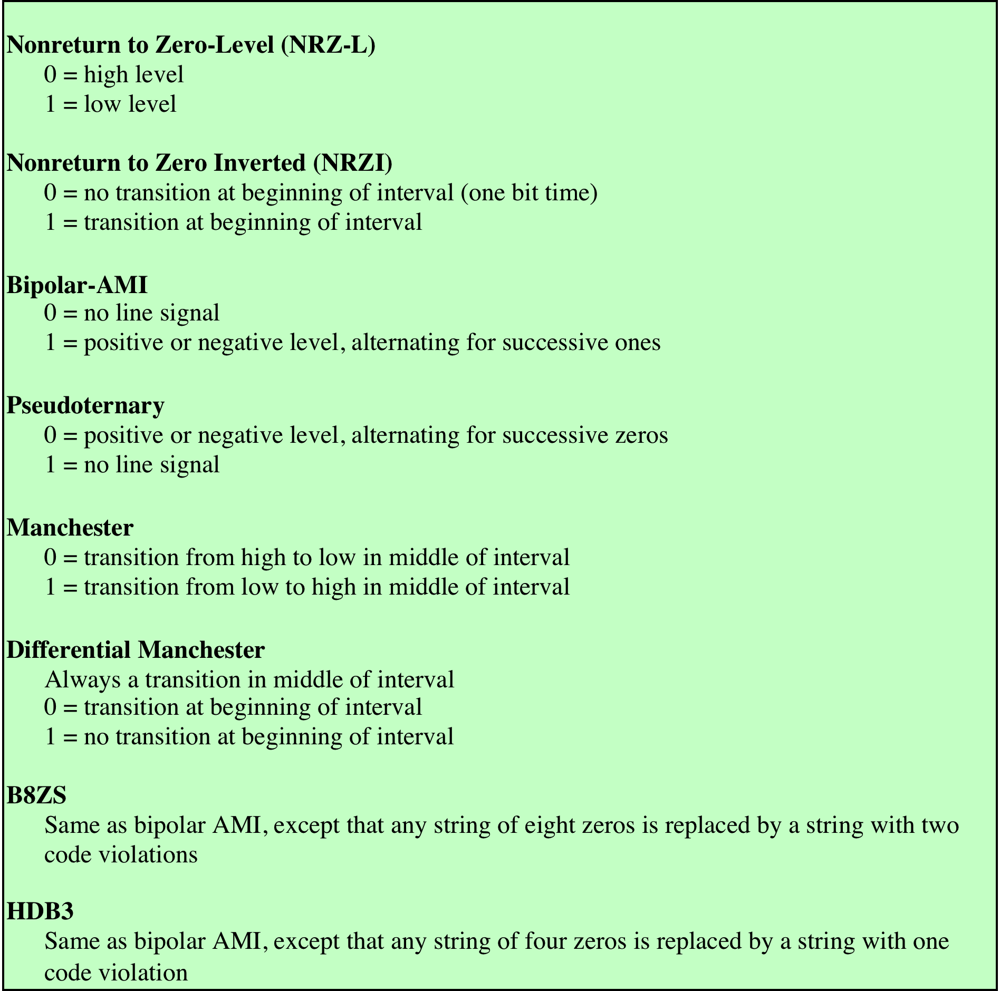 Nonreturn to Zero-Level (NRZ-L)
0 = high level
1 = low level
Nonreturn to Zero Inverted (NRZI)
0 = no transition at beginning of interval (one bit time)
1 = transition at beginning of interval
Bipolar-AMI
0 = no line signal
1 = positive or negative level, alternating for successive ones
Pseudoternary
0 = positive or negative level, alternating for successive zeros
1 = no line signal
Manchester
0 = transition from high to low in middle of interval
1 = transition from low to high in middle of interval
Differential Manchester
Always a transition in middle of interval
0 = transition at beginning of interval
1 = no transition at beginning of interval
B8ZS
Same as bipolar AMI, except that any string of eight zeros is replaced by a string with two
code violations
HDB3
Same as bipolar AMI, except that any string of four zeros is replaced by a string with one
code violation